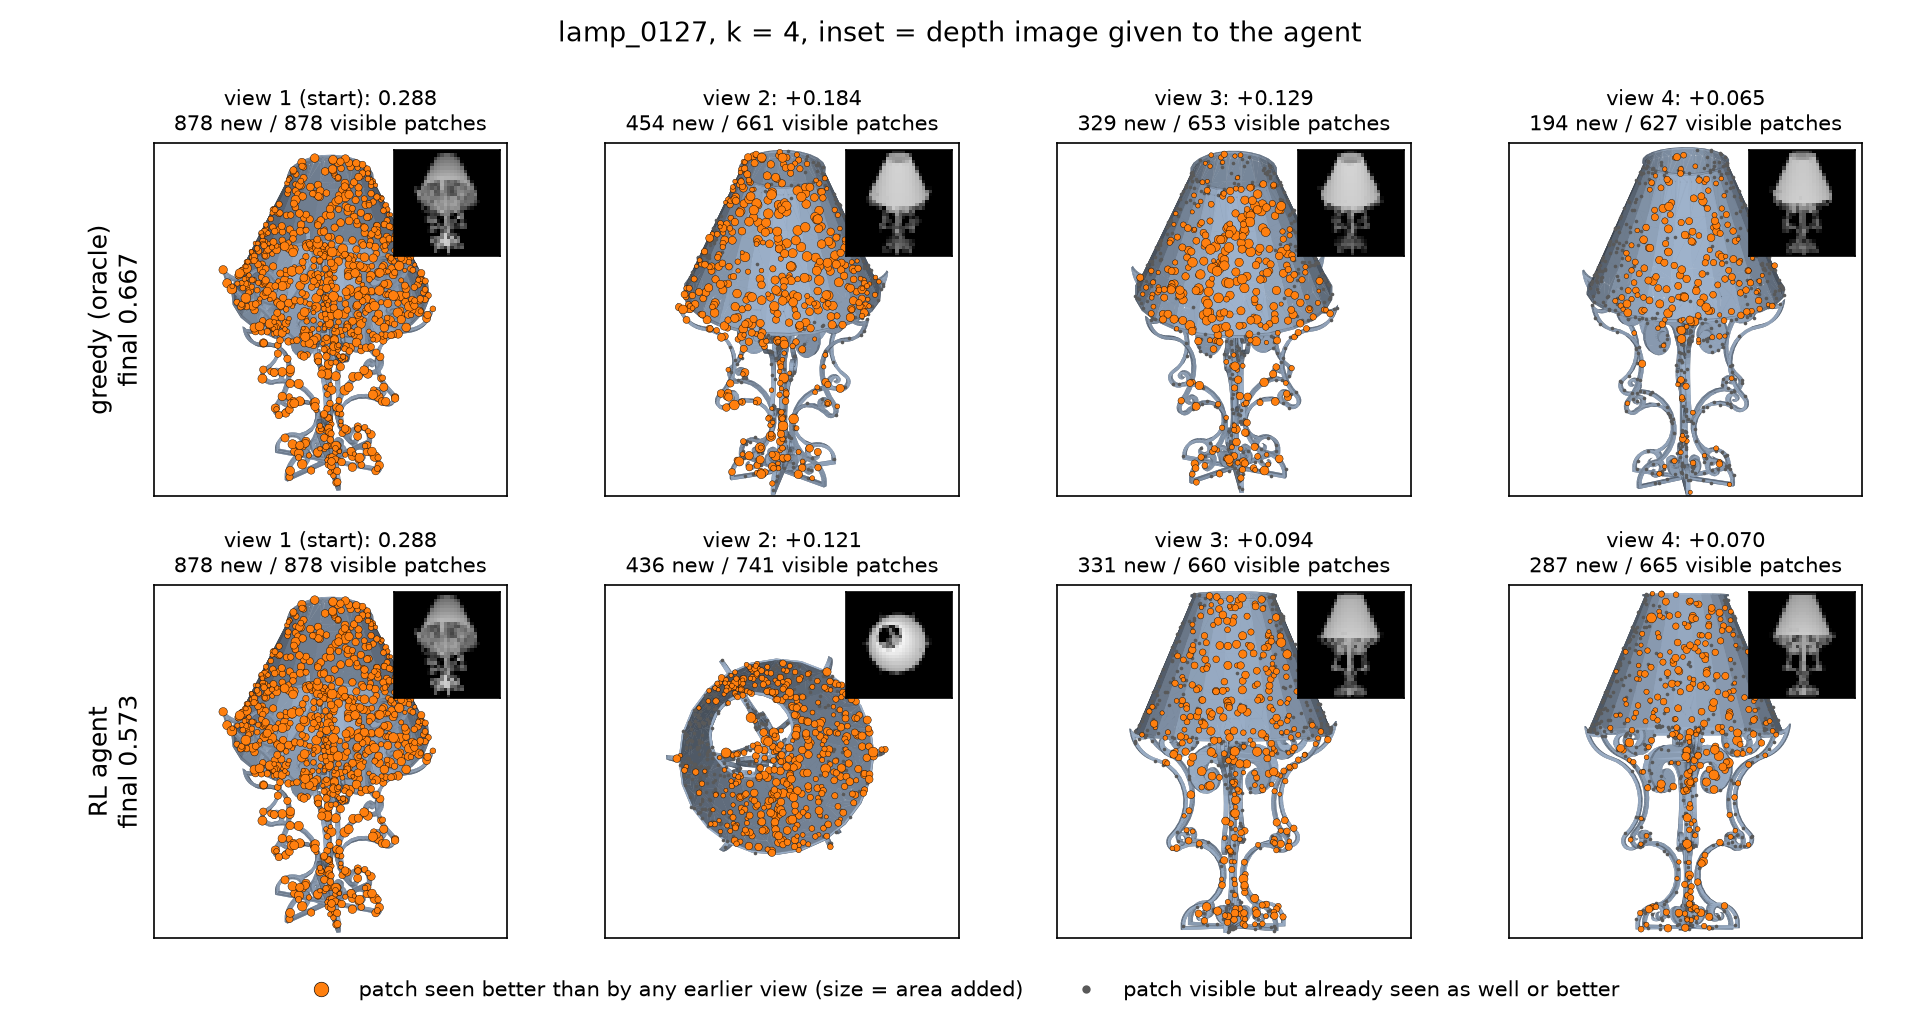 lamp_0127, k = 4, inset = depth image given to the agent
greedy (oracle)
final 0.667
view 1 (start): 0.288
878 new / 878 visible patches
view 2: +0.184
454 new / 661 visible patches
view 3: +0.129
329 new / 653 visible patches
view 4: +0.065
194 new / 627 visible patches
RL agent
final 0.573
view 1 (start): 0.288
878 new / 878 visible patches
view 2: +0.121
436 new / 741 visible patches
view 3: +0.094
331 new / 660 visible patches
view 4: +0.070
287 new / 665 visible patches
patch seen better than by any earlier view (size = area added)
patch visible but already seen as well or better